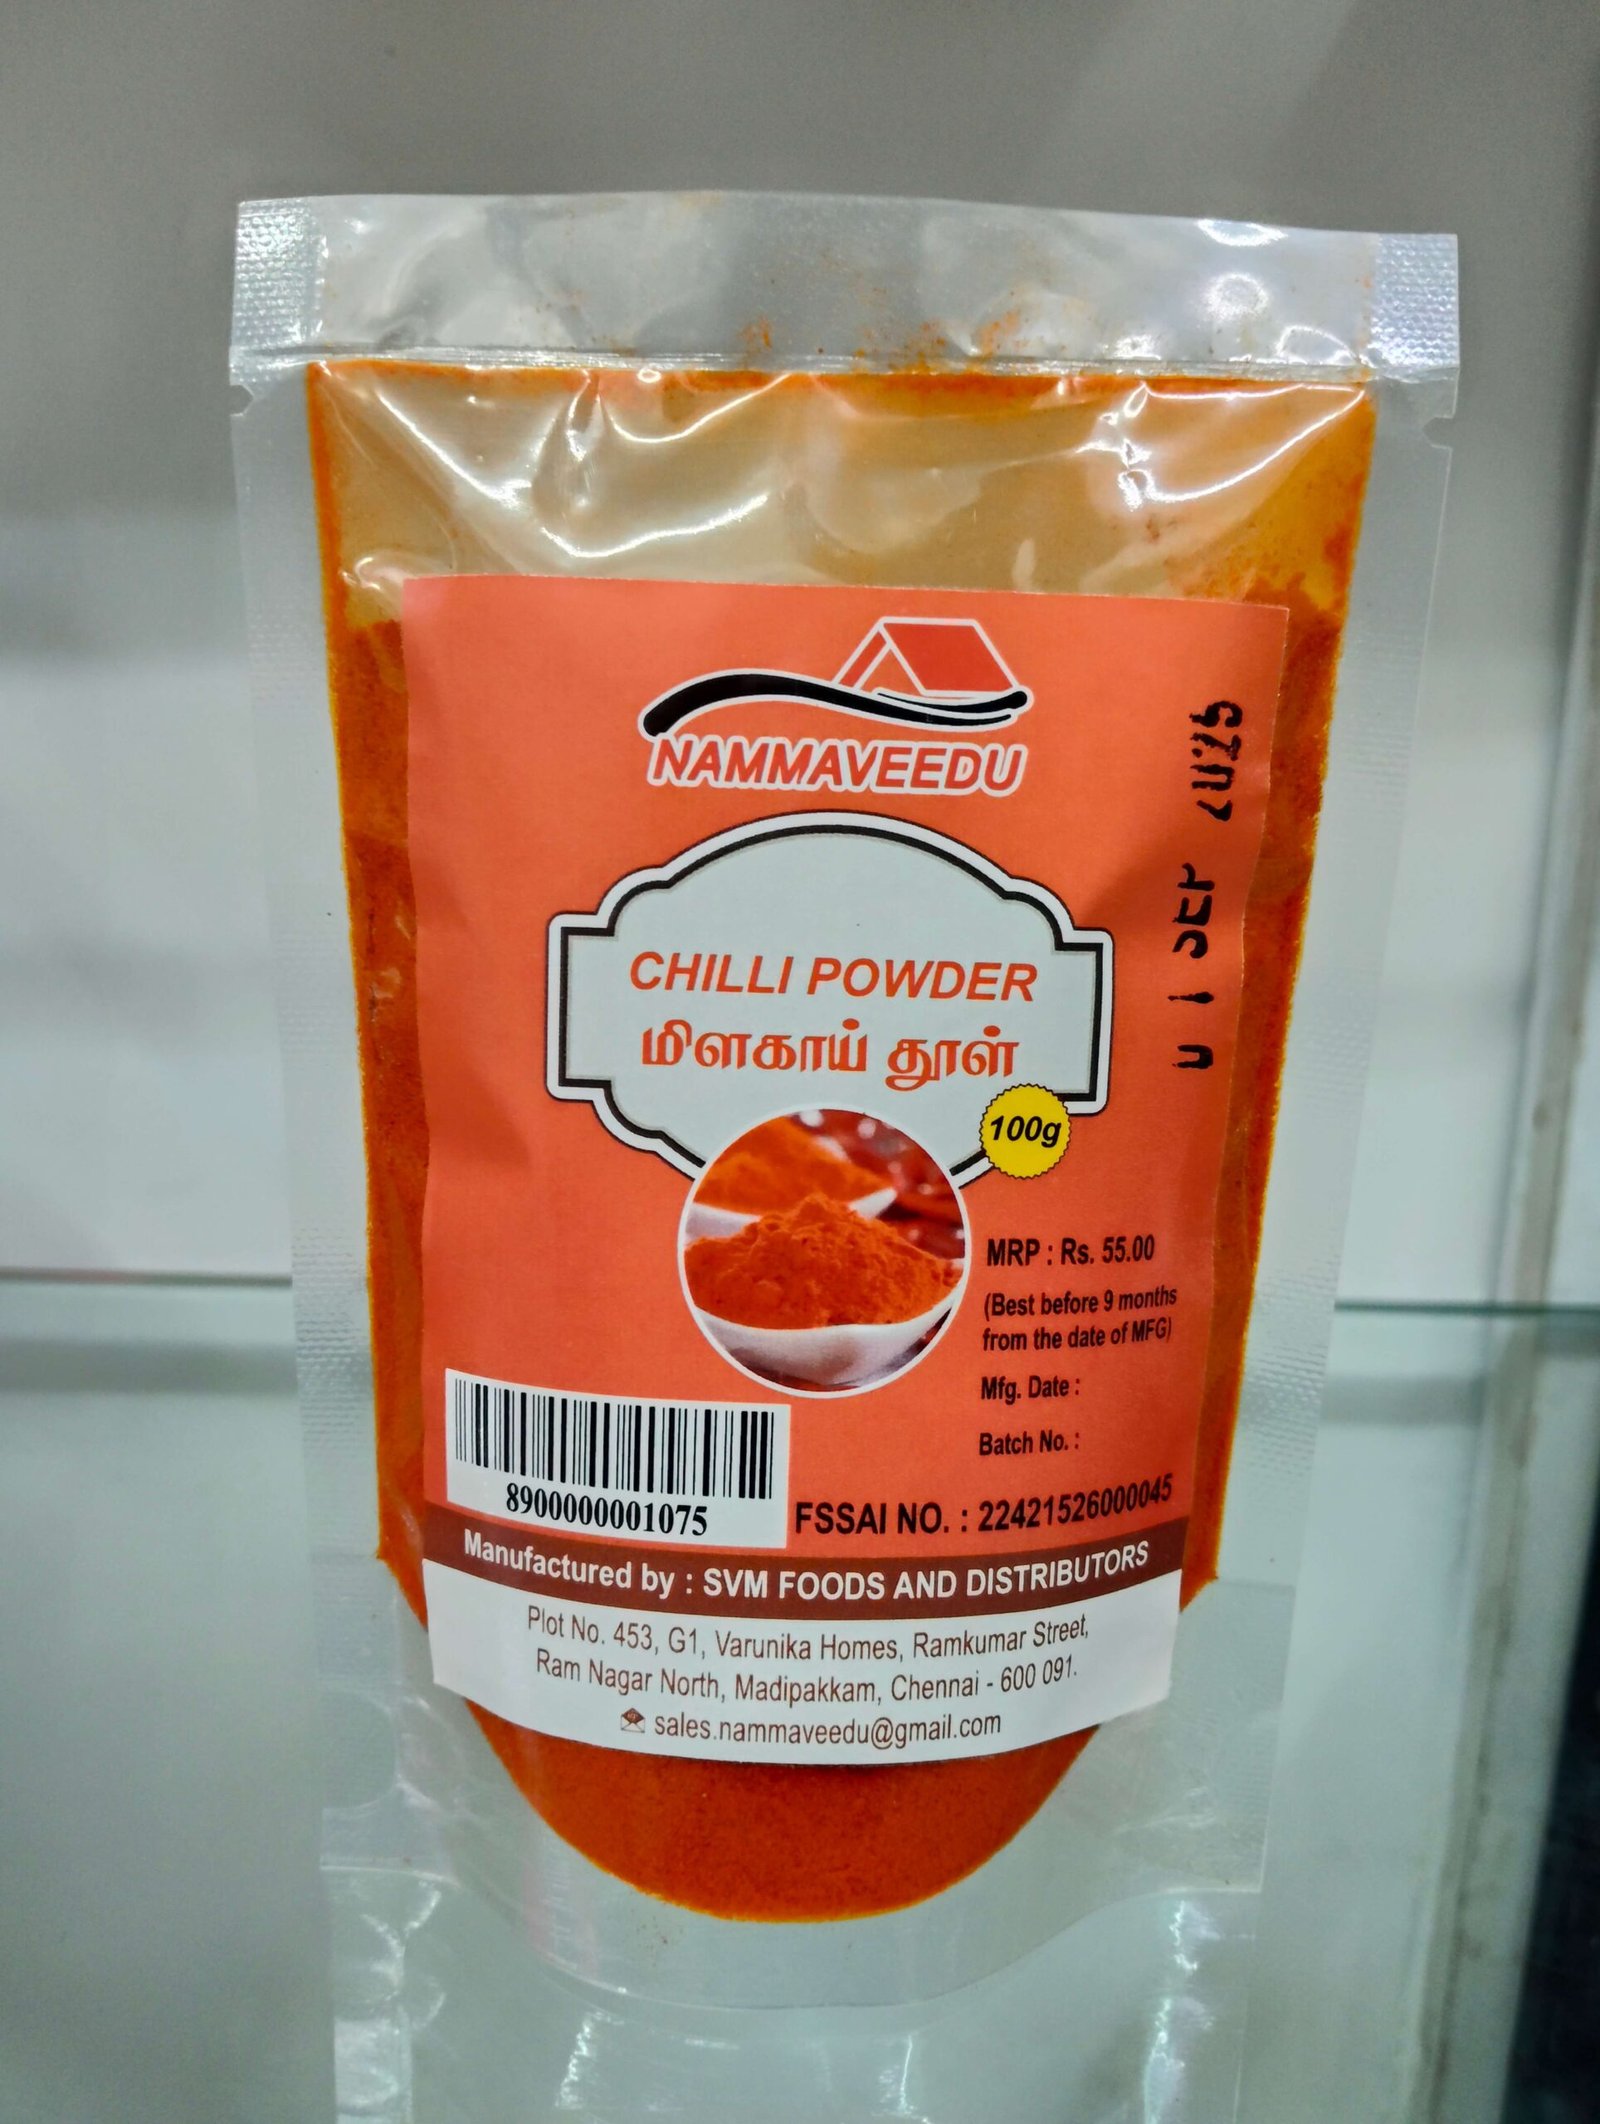 NAMMAVEEDU
CHILLI POWDER
மிளகாய் தூள்
100g
MRP : Rs. 55.00
(Best before 9 months
from the date of MFG)
Mfg. Date :
Batch No. :
8900000001075
FSSAI NO. : 22421526000045
Manufactured by : SVM FOODS AND DISTRIBUTORS
Plot No. 453, G1, Varunika Homes, Ramkumar Street,
Ram Nagar North, Madipakkam, Chennai - 600 091.
sales.nammaveedu@gmail.com